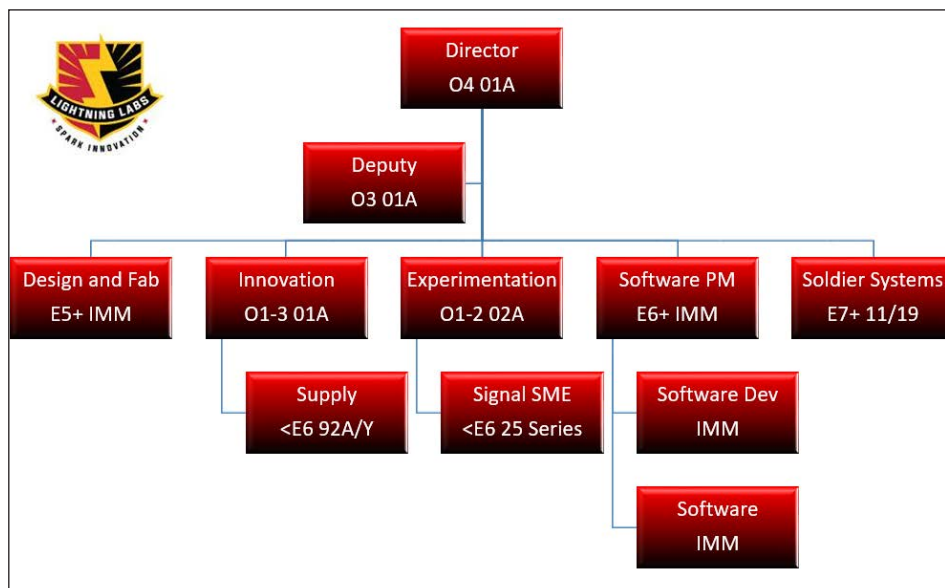 LIGHTNING LABS
SPARK INNOVATION
Director
O4 01A
Deputy
O3 01A
Design and Fab
E5+ IMM
Innovation
O1-3 01A
Experimentation
O1-2 02A
Software PM
E6+ IMM
Soldier Systems
E7+ 11/19
Supply
<E6 92A/Y
Signal SME
<E6 25 Series
Software Dev
IMM
Software
IMM